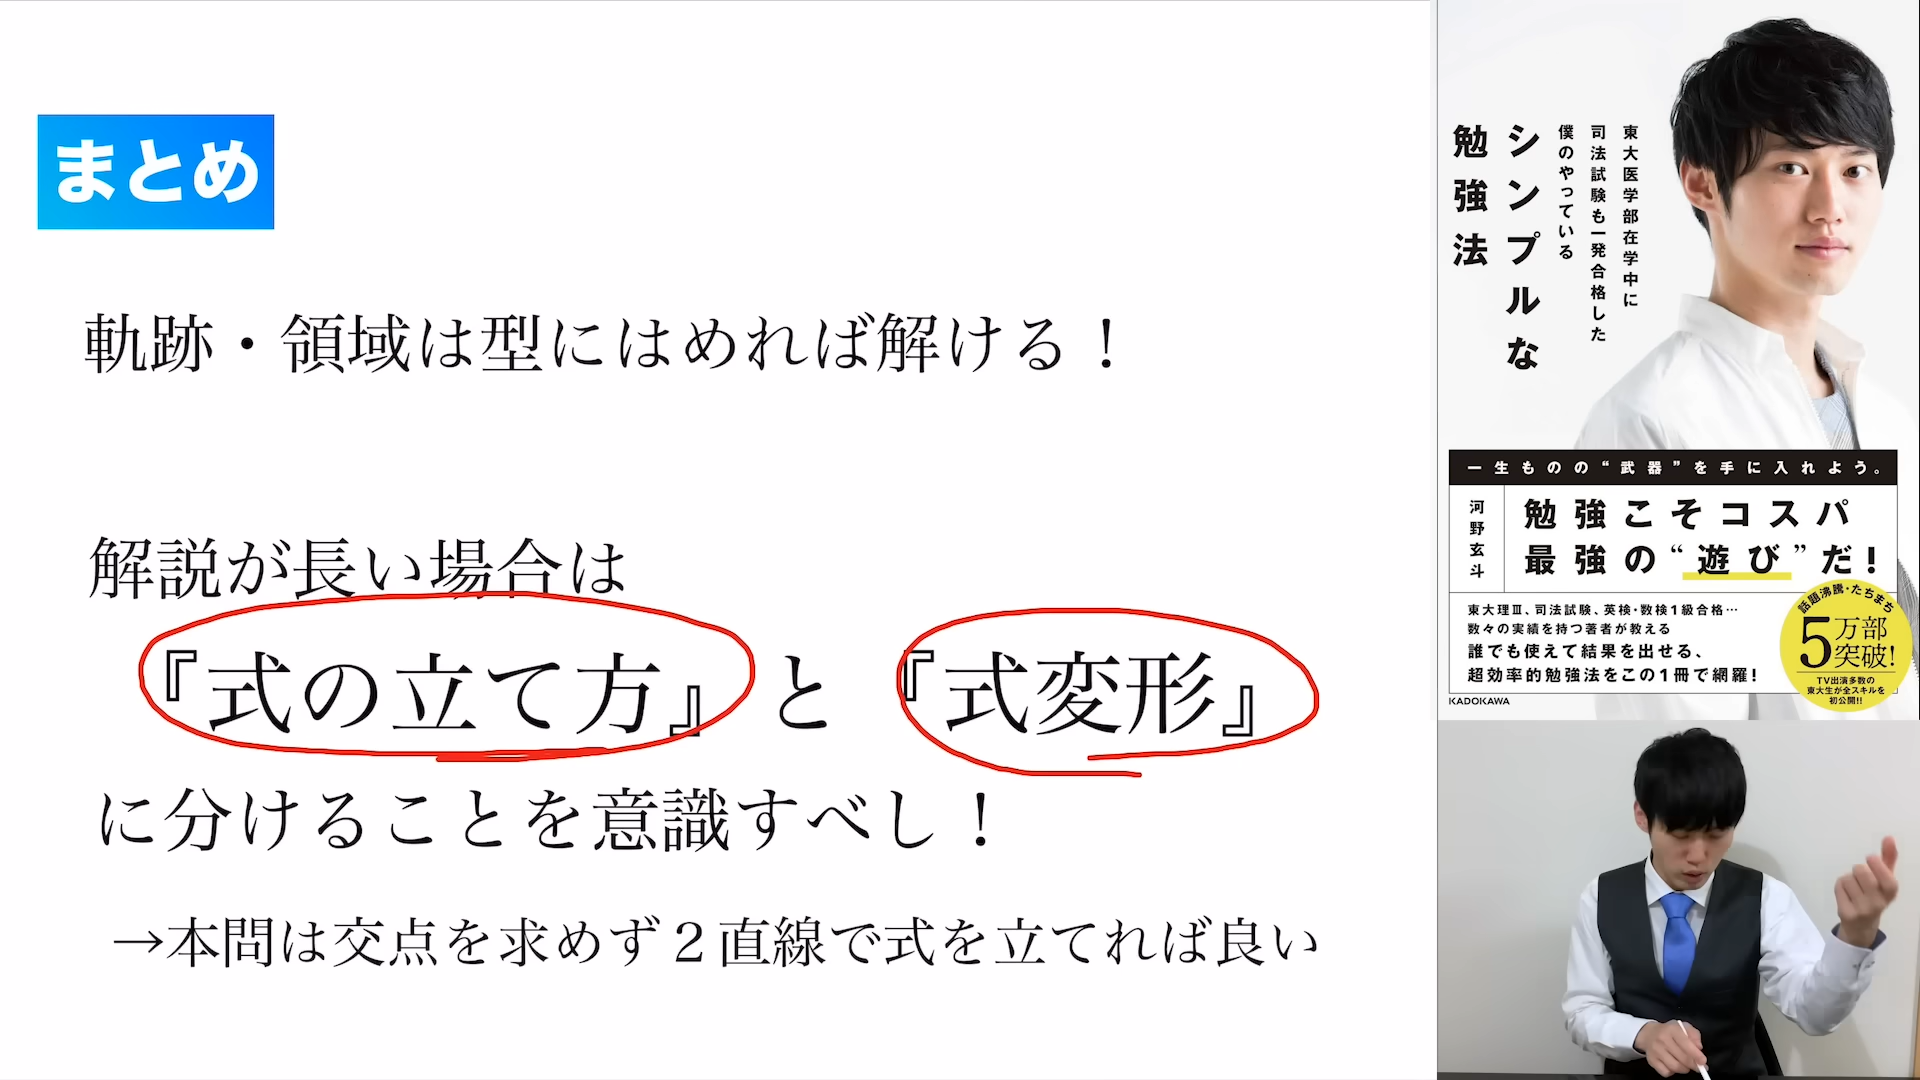 まとめ
軌跡・領域は型にはめれば解ける！
解説が長い場合は
『式の立て方』と『式変形』
に分けることを意識すべし！
→本問は交点を求めず２直線で式を立てれば良い
東大医学部在学中に
司法試験も一発合格した
僕のやっている
シンプルな
勉強法
一生ものの“武器”を手に入れよう。
河野玄斗
勉強こそコスパ
最強の“遊び”だ！
東大理Ⅲ、司法試験、英検・数検1級合格…
数々の実績を持つ著者が教える
誰でも使えて結果を出せる、
超効率的勉強法をこの1冊で網羅！
話題沸騰・たちまち
5万部
突破！
TV出演多数の
東大生が全スキルを
初公開!!
KADOKAWA